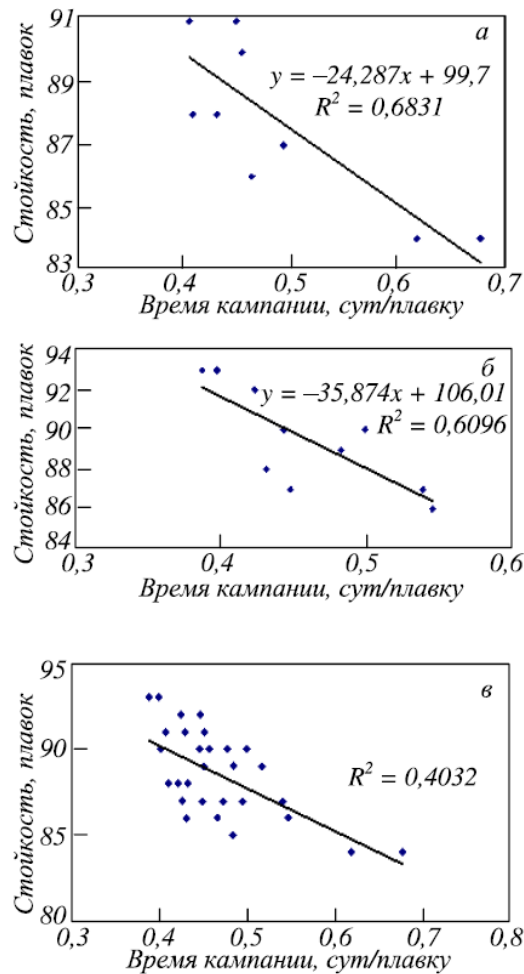 а
91
89
87
85
83
y = –24,287x + 99,7
R² = 0,6831
Стойкость, плавок
0,3 0,4 0,5 0,6 0,7
Время кампании, сут/плавку
б
94
92
90
88
86
84
y = –35,874x + 106,01
R² = 0,6096
Стойкость, плавок
0,3 0,4 0,5 0,6
Время кампании, сут/плавку
в
95
90
85
80
R² = 0,4032
Стойкость, плавок
0,3 0,4 0,5 0,6 0,7 0,8
Время кампании, сут/плавку